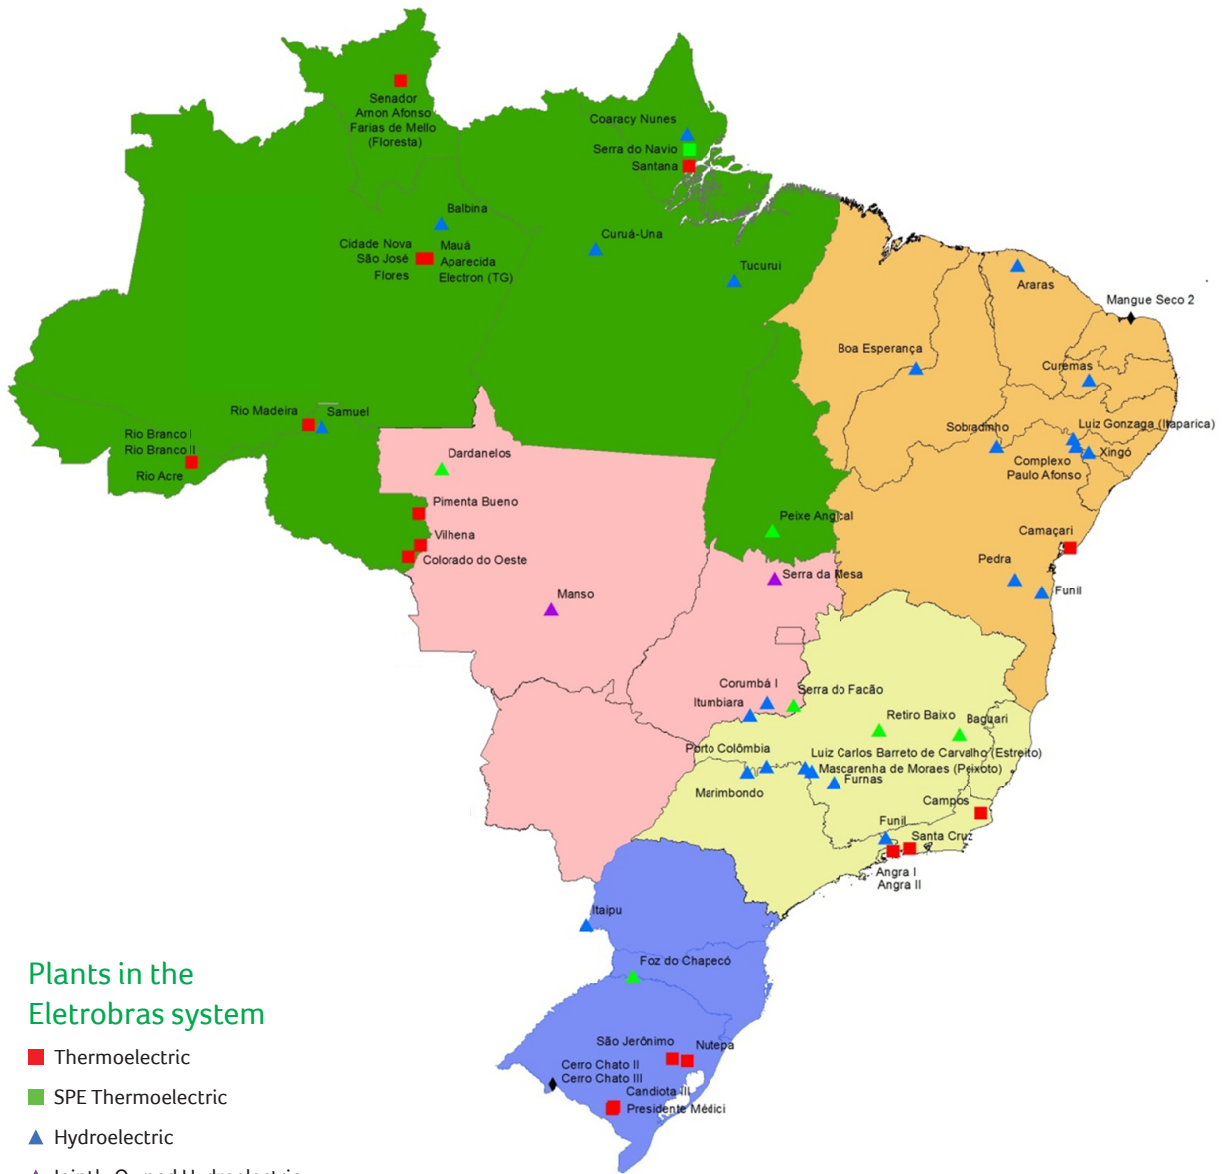 Senador
Amon Afonso
Farias de Mello
(Floresta)
Coaracy Nunes
Serra do Navio
Santana
Balbina
Cidade Nova
São José
Flores
Mauá
Aparecida
Electron (TG)
Curuá-Una
Tucurui
Araras
Mangue Seco 2
Boa Esperança
Curemas
Rio Madeira
Samuel
Rio Branco I
Rio Branco II
Rio Acre
Sobradinho
Luiz Gonzaga (Itaparica)
Complexo
Paulo Afonso
Xingó
Dardanelos
Pimenta Bueno
Vilhena
Colorado do Oeste
Peixe Angical
Camaçari
Serra da Mesa
Pedra
Funil
Manso
Corumbá I
Itumbiara
Serra do Facão
Retiro Baixo
Baguari
Porto Colômbia
Luiz Carlos Barreto de Carvalho (Estreito)
Mascarenha de Moraes (Peixoto)
Furnas
Marimbondo
Campos
Funil
Santa Cruz
Angra I
Angra II
Itaipu
Foz do Chapecó
São Jerônimo
Nutepa
Cerro Chato II
Cerro Chato III
Candiota III
Presidente Médici
Plants in the
Eletrobras system
Thermoelectric
SPE Thermoelectric
Hydroelectric